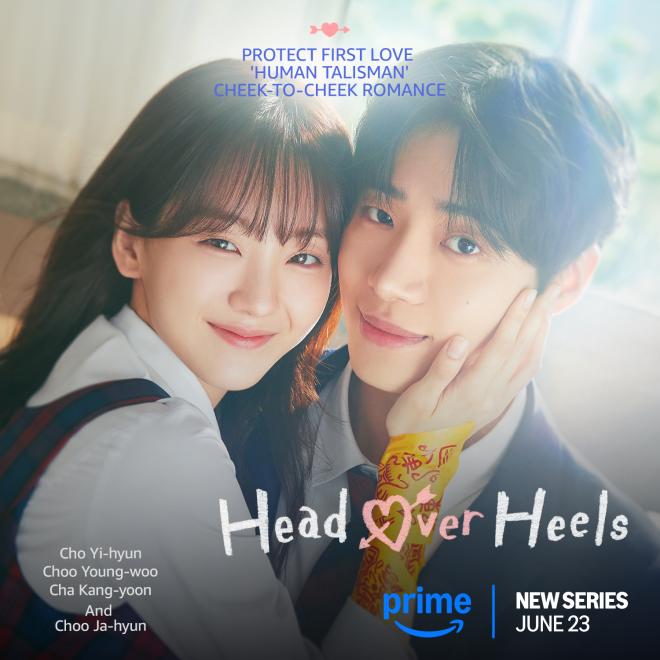 PROTECT FIRST LOVE
'HUMAN TALISMAN'
CHEEK-TO-CHEEK ROMANCE
Head Over Heels
Cho Yi-hyun
Choo Young-woo
Cha Kang-yoon
And
Choo Ja-hyun
prime
NEW SERIES
JUNE 23